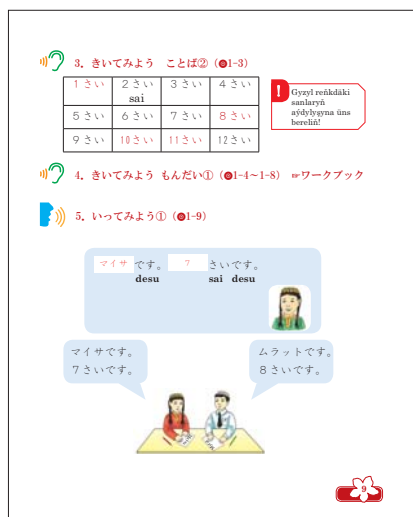 3. きいてみよう ことば② (1-3)
1さい 2さい 3さい 4さい
sai
5さい 6さい 7さい 8さい
9さい 10さい 11さい 12さい
!
Gyzyl reňkdäki
sanlaryň
aýdylyşyna üns
bereliň!
4. きいてみよう もんだい① (1-4~1-8) ☞ワークブック
5. いってみよう① (1-9)
マイサ です。 7 さいです。
desu sai desu
マイサです。
7さいです。
ムラットです。
8さいです。
9